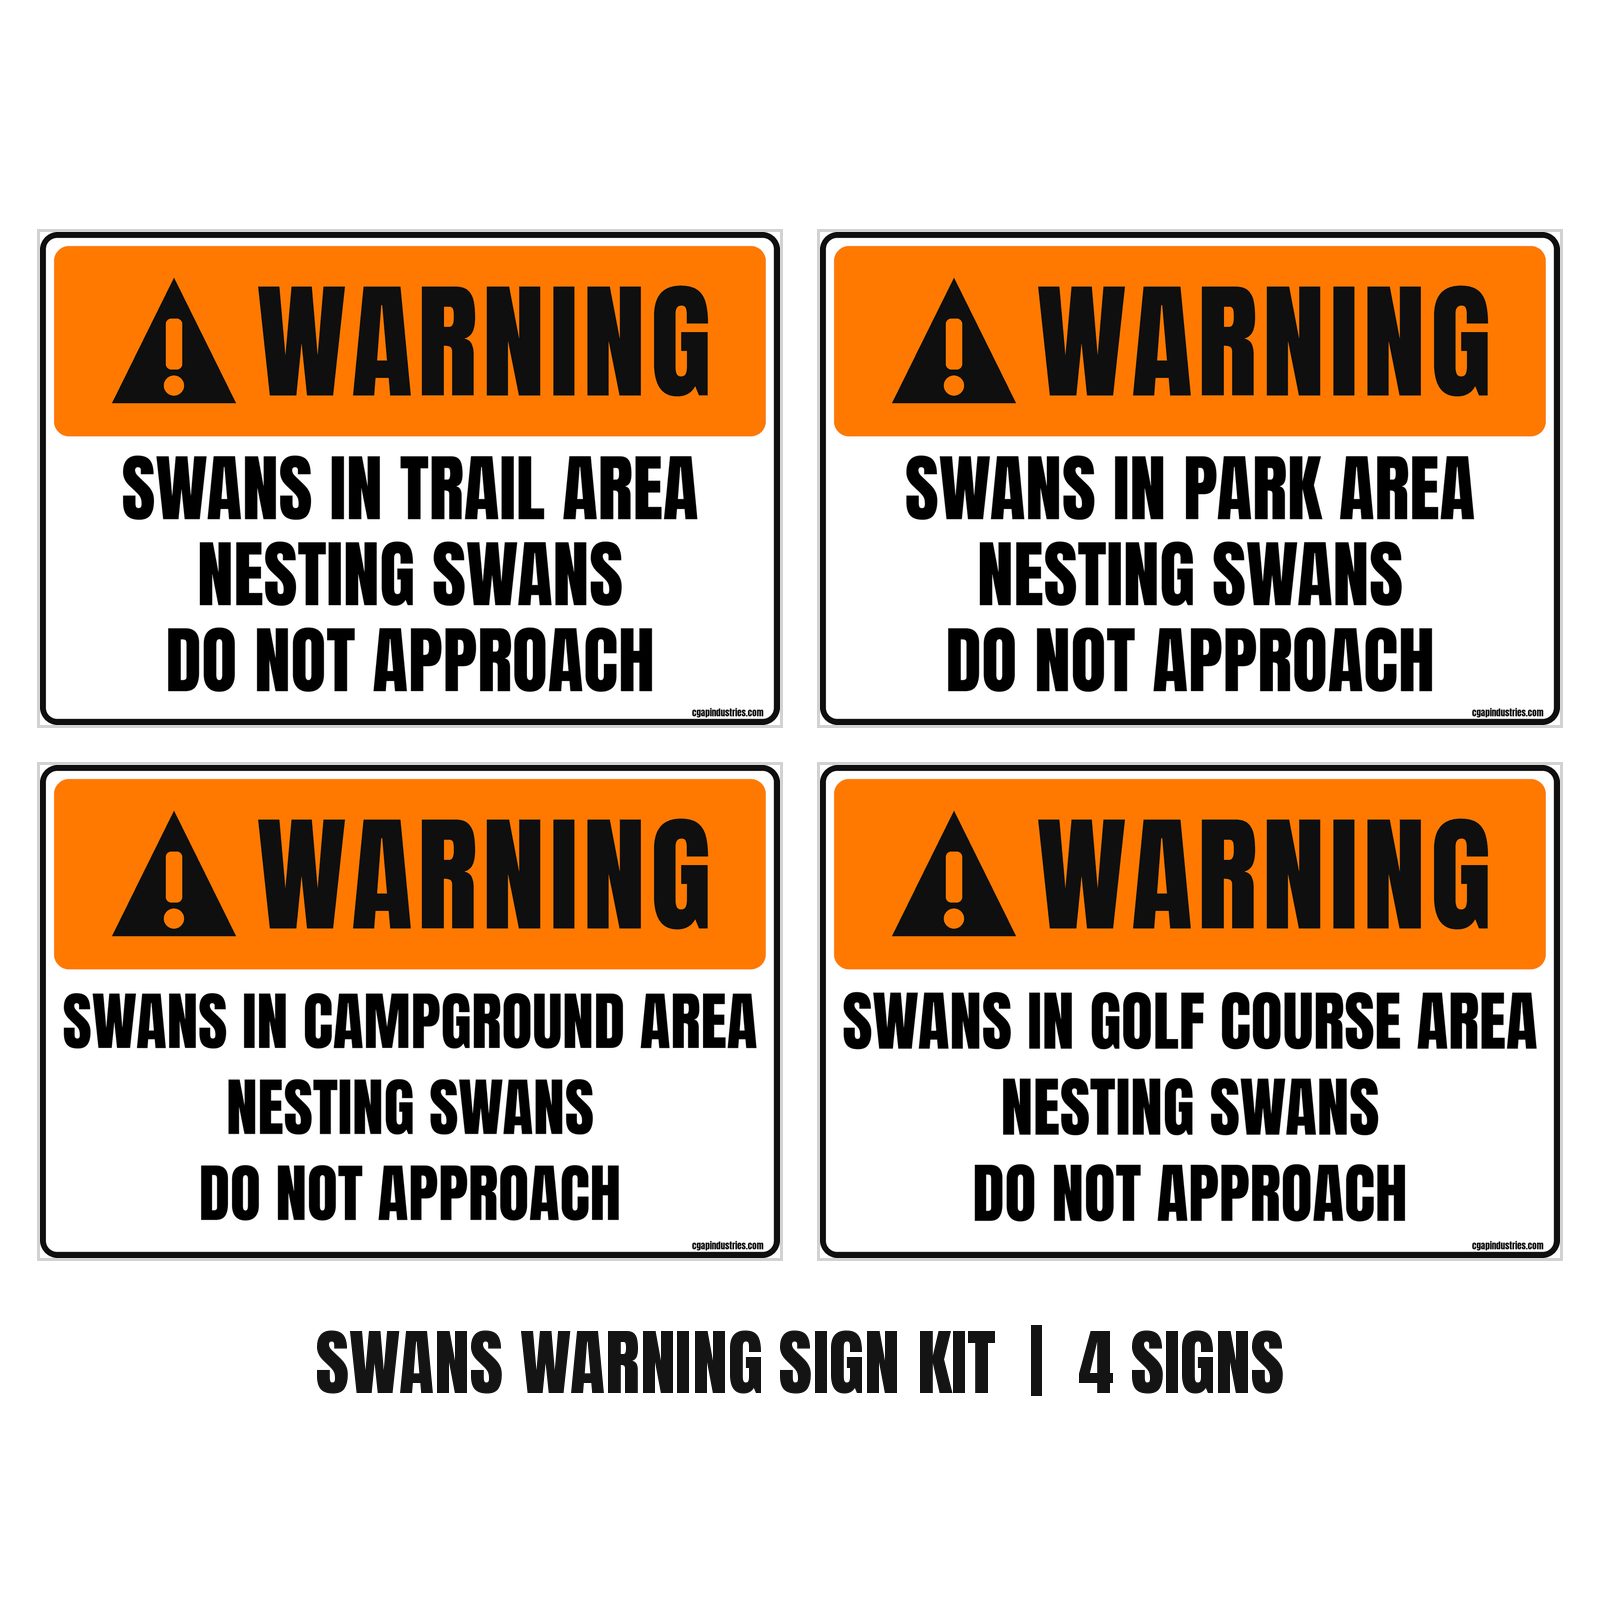 WARNING
SWANS IN TRAIL AREA
NESTING SWANS
DO NOT APPROACH
cgapindustries.com
WARNING
SWANS IN PARK AREA
NESTING SWANS
DO NOT APPROACH
cgapindustries.com
WARNING
SWANS IN CAMPGROUND AREA
NESTING SWANS
DO NOT APPROACH
cgapindustries.com
WARNING
SWANS IN GOLF COURSE AREA
NESTING SWANS
DO NOT APPROACH
cgapindustries.com
SWANS WARNING SIGN KIT | 4 SIGNS